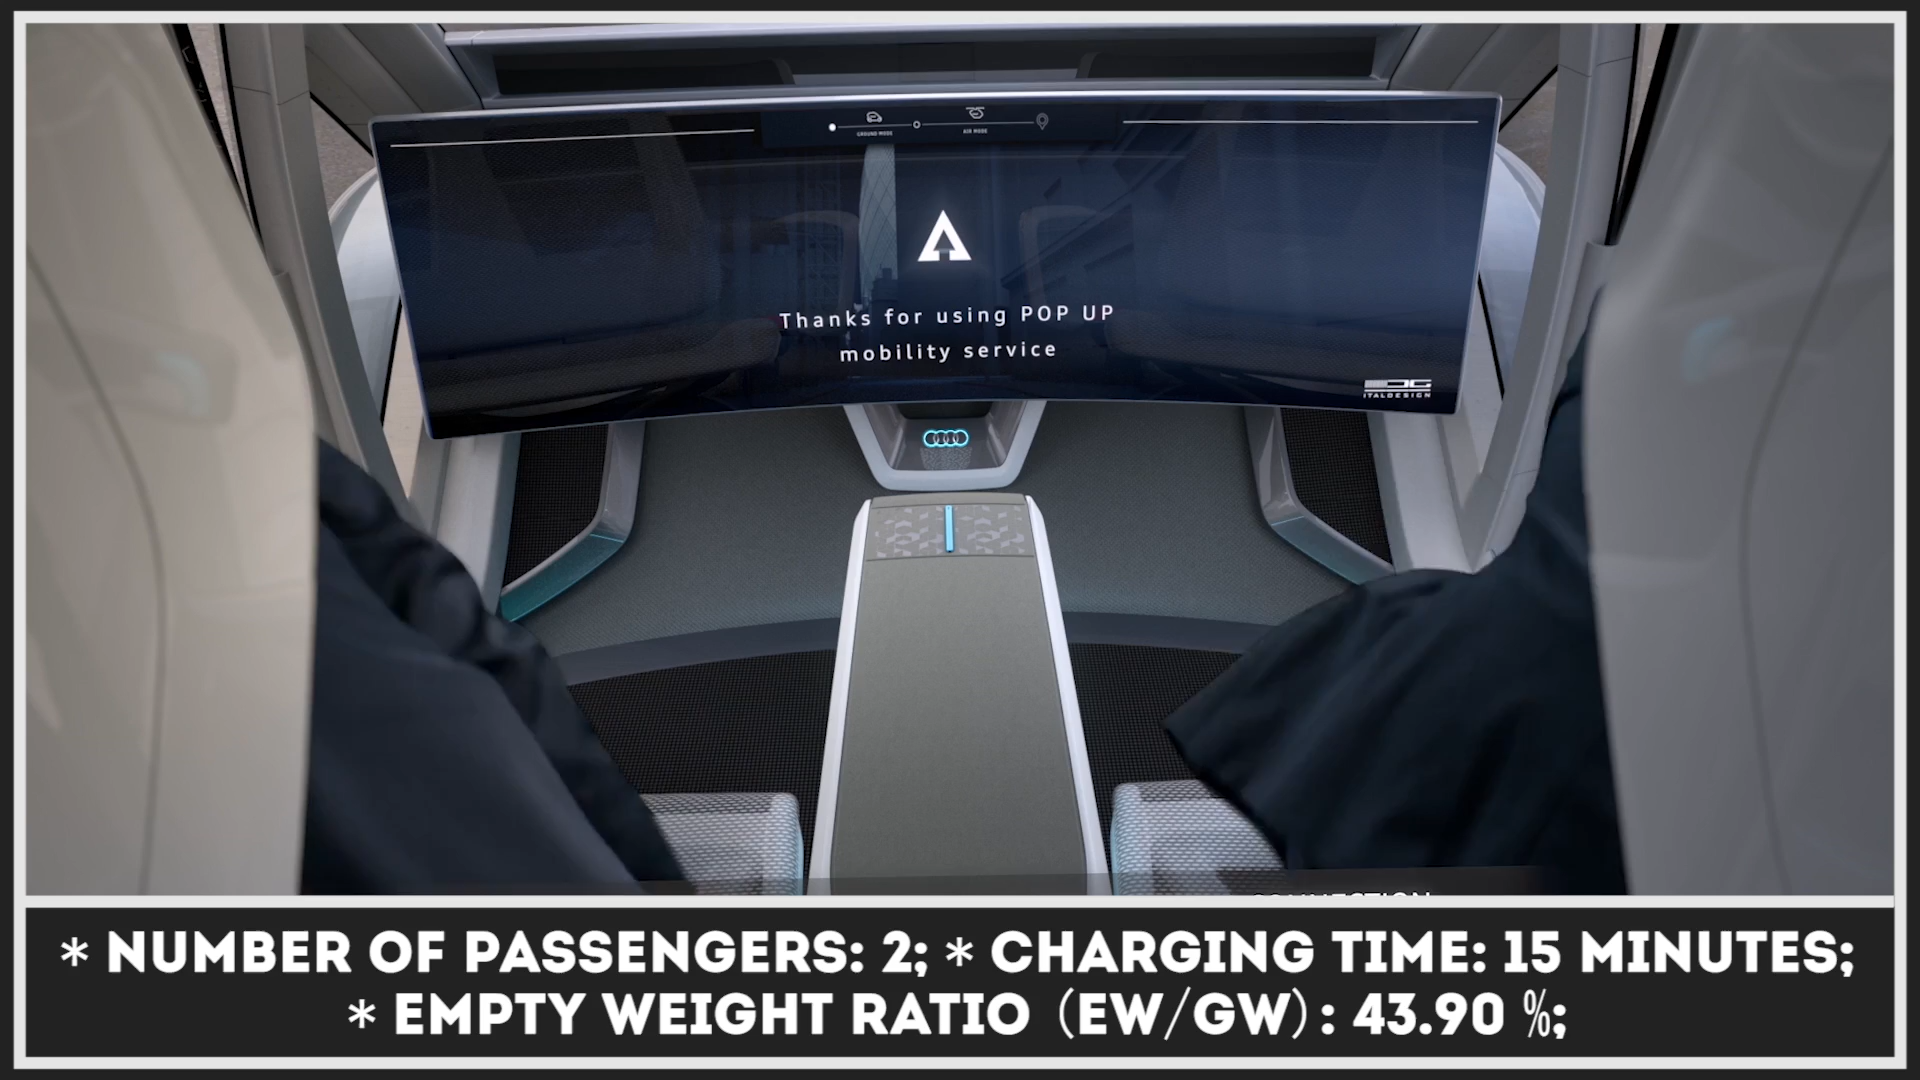 GROUND MODE
AIR MODE
Thanks for using POP UP
mobility service
ITALDESIGN
* NUMBER OF PASSENGERS: 2; * CHARGING TIME: 15 MINUTES;
* EMPTY WEIGHT RATIO (EW/GW): 43.90 %;